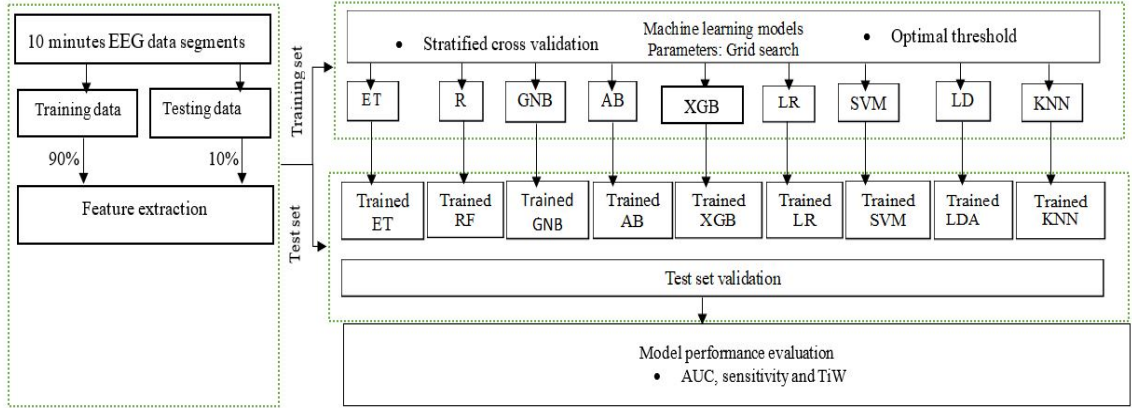 10 minutes EEG data segments
Training data
Testing data
90%
10%
Feature extraction
Training set
Test set
Machine learning models
Parameters: Grid search
• Stratified cross validation
• Optimal threshold
ET
R
GNB
AB
XGB
LR
SVM
LD
KNN
Trained
ET
Trained
RF
Trained
GNB
Trained
AB
Trained
XGB
Trained
LR
Trained
SVM
Trained
LDA
Trained
KNN
Test set validation
Model performance evaluation
• AUC, sensitivity and TiW